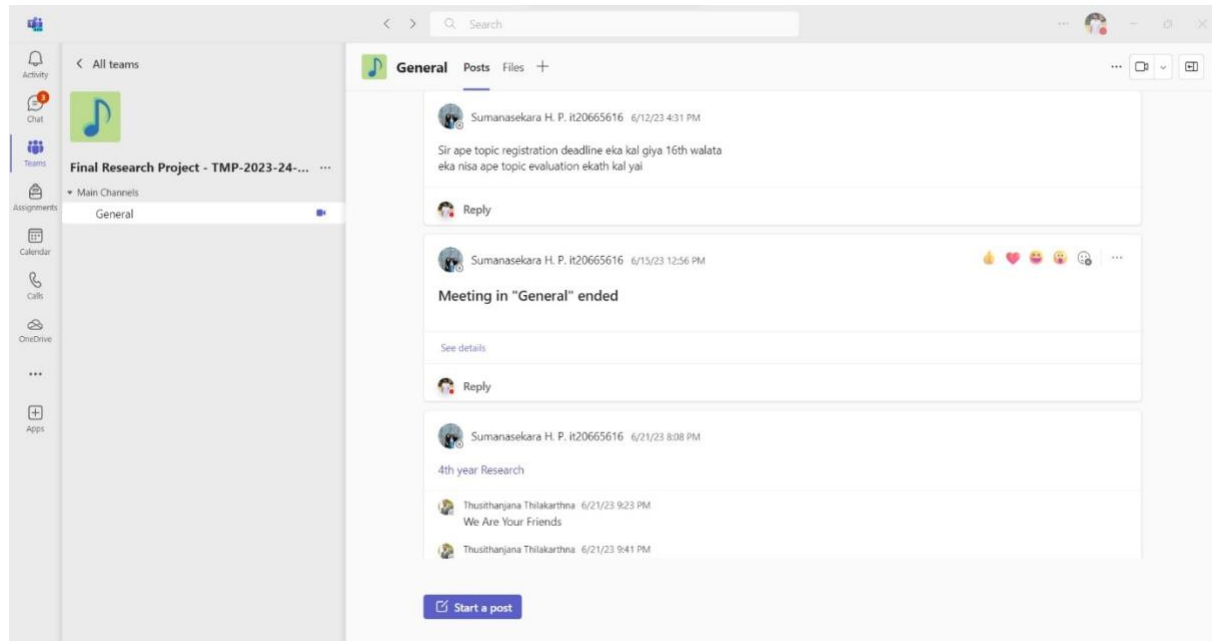 Search
Activity
3
Chat
Teams
Assignments
Calendar
Calls
OneDrive
Apps
All teams
Final Research Project - TMP-2023-24-...
Main Channels
General
General Posts Files
Sumanasekara H. P. it20665616 6/12/23 4:31 PM
Sir ape topic registration deadline eka kal giya 16th walata
eka nisa ape topic evaluation ekath kal yai
Reply
Sumanasekara H. P. it20665616 6/15/23 12:56 PM
Meeting in "General" ended
See details
Reply
Sumanasekara H. P. it20665616 6/21/23 8:08 PM
4th year Research
Thusithanjana Thilakarthna 6/21/23 9:23 PM
We Are Your Friends
Thusithanjana Thilakarthna 6/21/23 9:41 PM
Start a post